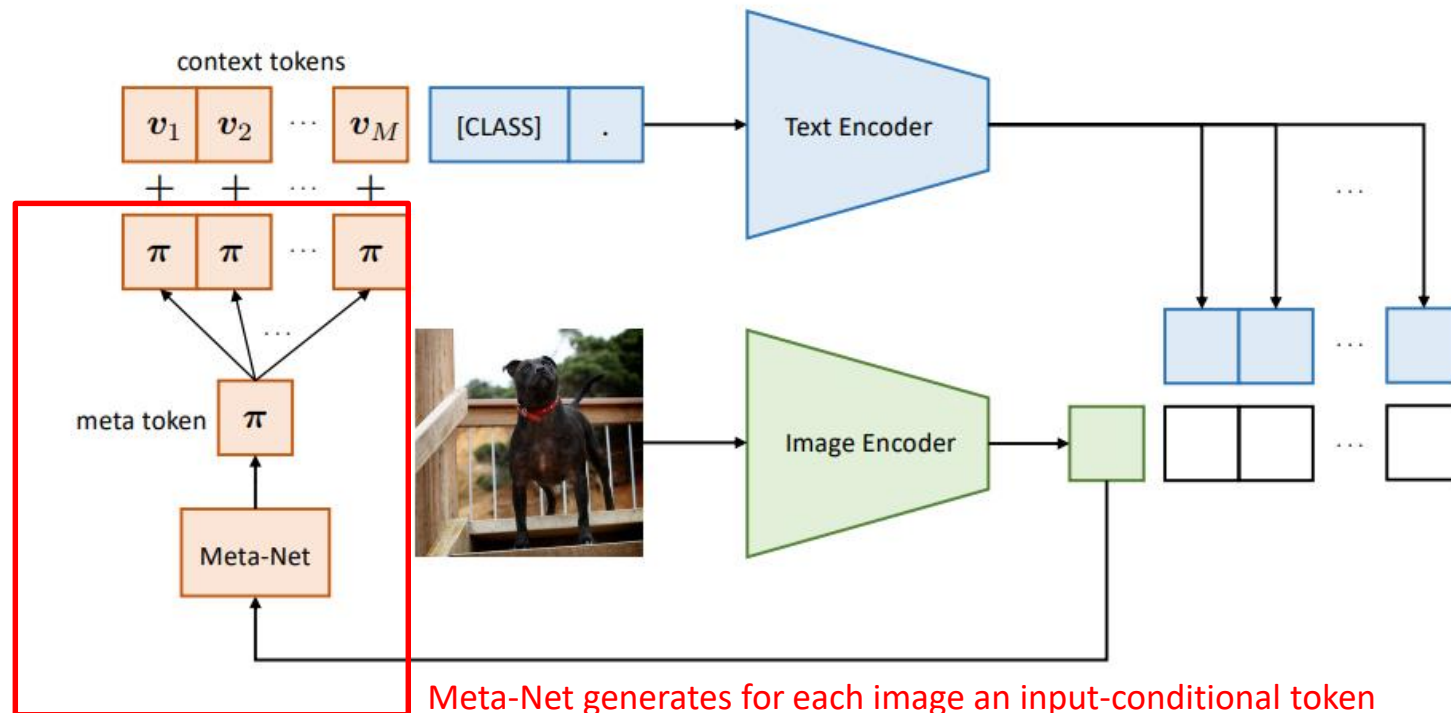 context tokens
v₁ v₂ ... v_M [CLASS] . Text Encoder
+ + ... + ...
π π ... π
...
...
meta token π Image Encoder ...
Meta-Net
Meta-Net generates for each image an input-conditional token